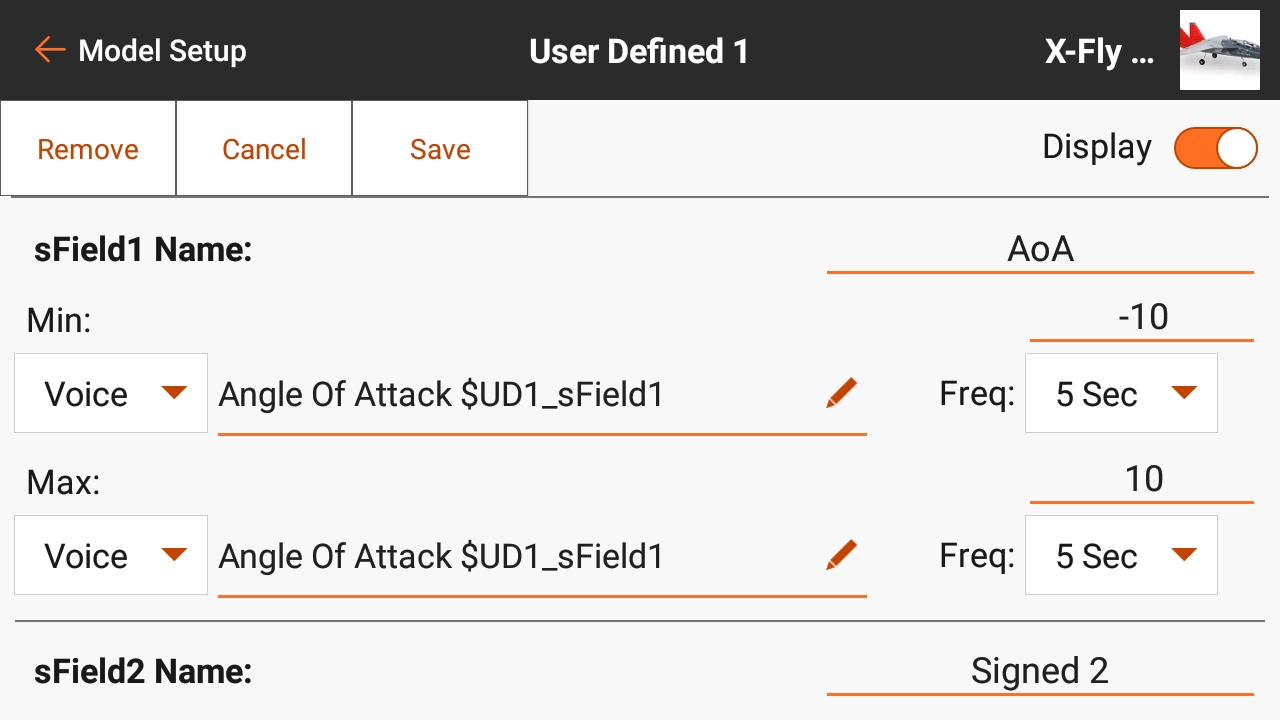 Model Setup User Defined 1 X-Fly ...
Remove Cancel Save Display
sField1 Name: AoA
Min: -10
Voice Angle Of Attack $UD1_sField1 Freq: 5 Sec
Max: 10
Voice Angle Of Attack $UD1_sField1 Freq: 5 Sec
sField2 Name: Signed 2